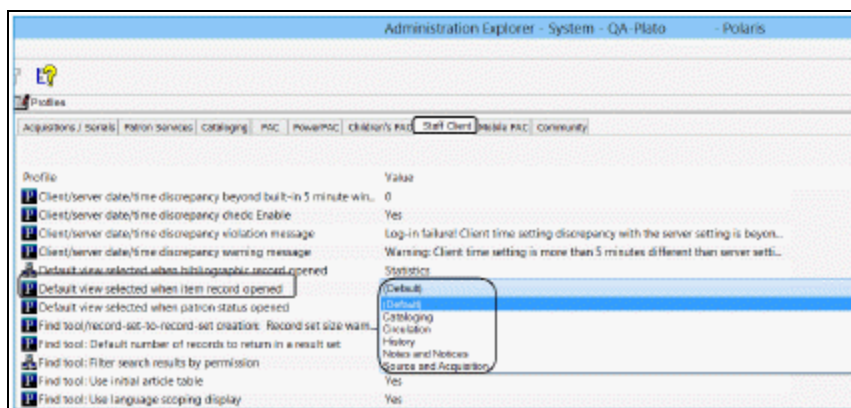 Administration Explorer - System - QA-Plato - Polaris
Profiles
Acquisitions / Serials Patron Services Cataloging PAC PowerPAC Children's PAC Staff Client Mobile PAC Community
Profile Value
Client/server date/time discrepancy beyond built-in 5 minute win... 0
Client/server date/time discrepancy check: Enable Yes
Client/server date/time discrepancy violation message Log-in failure! Client time setting discrepancy with the server setting is beyon...
Client/server date/time discrepancy warning message Warning: Client time setting is more than 5 minutes different than server setti...
Default view selected when bibliographic record opened Statistics
Default view selected when item record opened (Default)
Default view selected when patron status opened (Default)
Cataloging
Find tool/record-set-to-record-set creation: Record set size warn... Circulation
Find tool: Default number of records to return in a result set History
Notes and Notices
Find tool: Filter search results by permission Source and Acquisition
Find tool: Use initial article table Yes
Find tool: Use language scoping display Yes